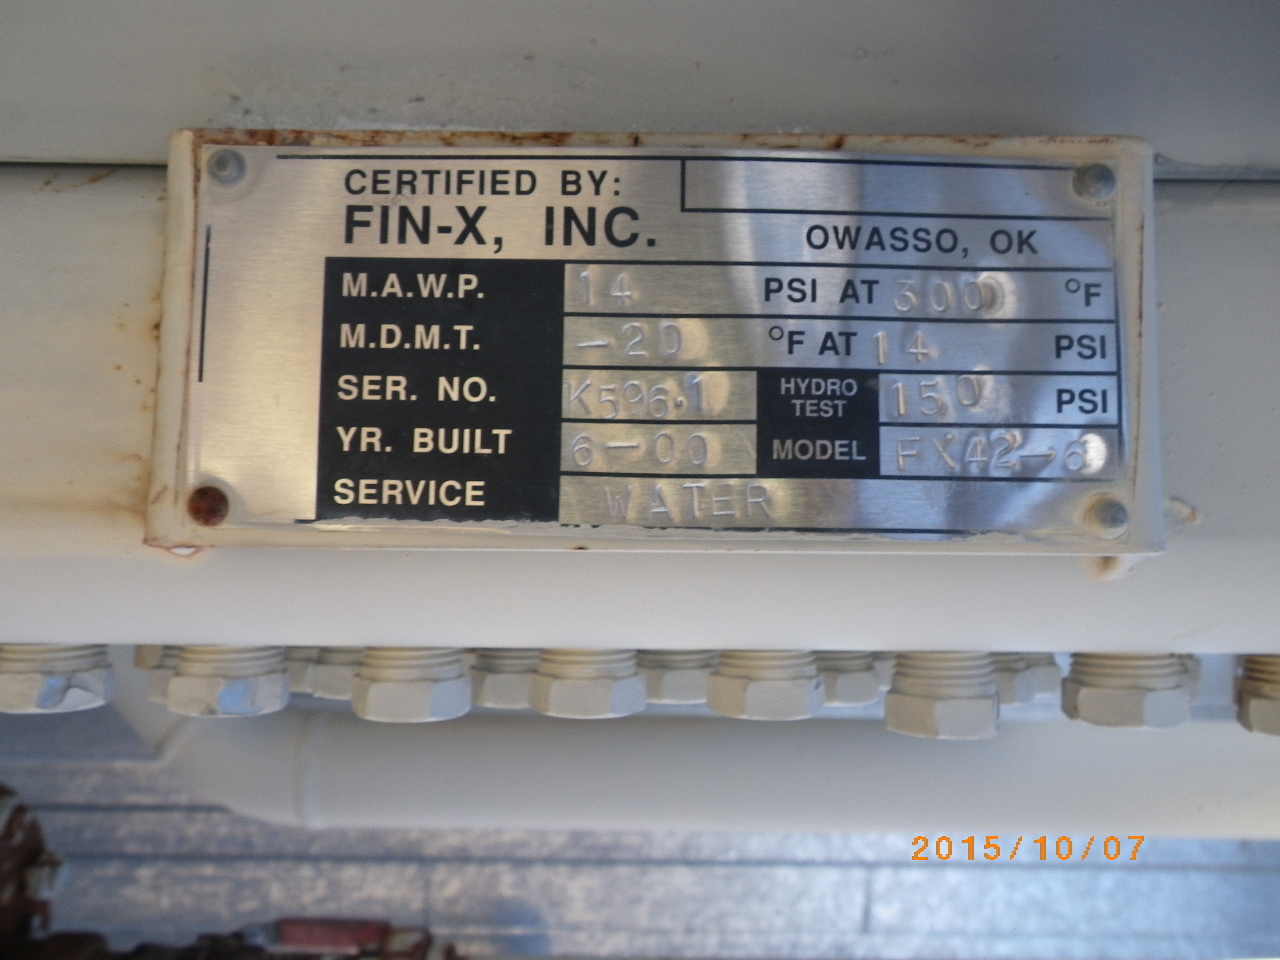 CERTIFIED BY:
FIN-X, INC.
OWASSO, OK
M.A.W.P. 14 PSI AT 300 °F
M.D.M.T. -20 °F AT 14 PSI
SER. NO. K596.1 HYDRO TEST 150 PSI
YR. BUILT 6-00 MODEL FX42-6
SERVICE WATER
2015/10/07